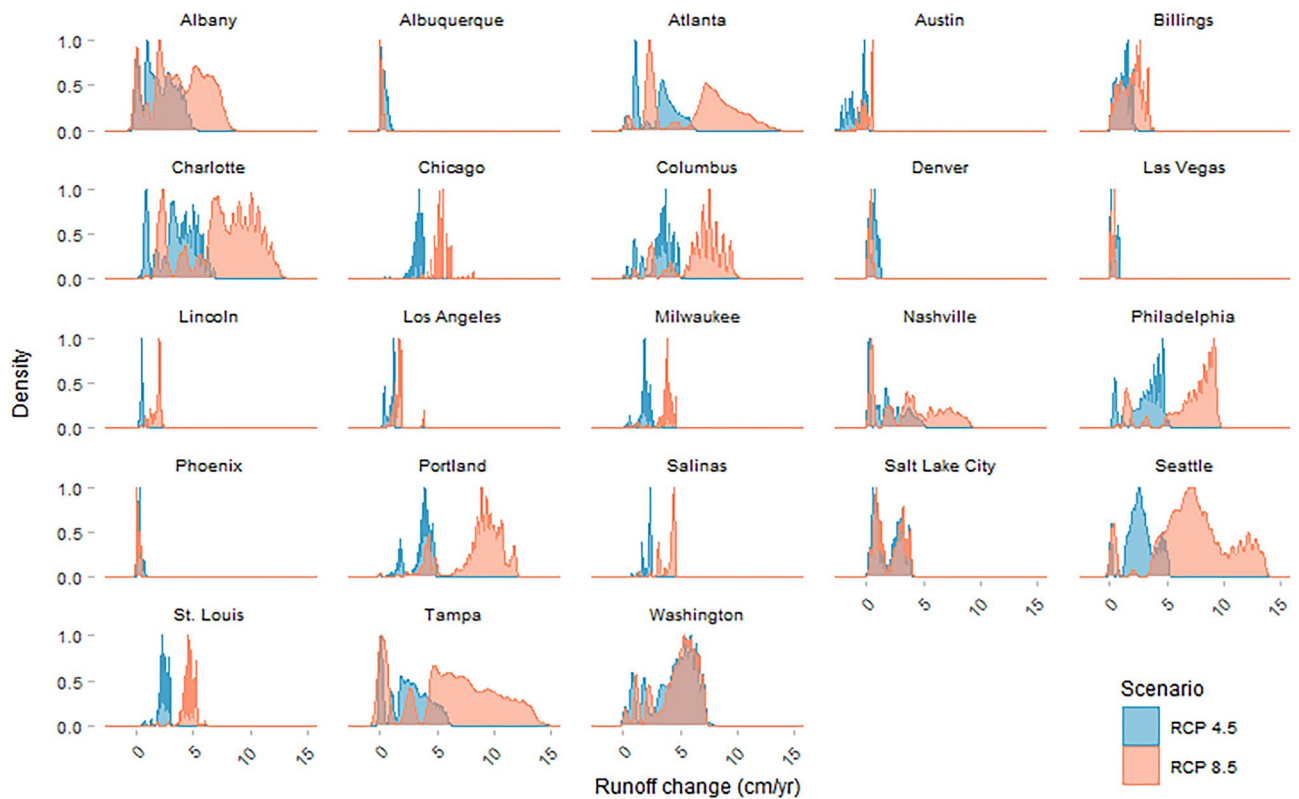 Albany Albuquerque Atlanta Austin Billings
1.0
0.5
0.0
Charlotte Chicago Columbus Denver Las Vegas
1.0
0.5
0.0
Lincoln Los Angeles Milwaukee Nashville Philadelphia
1.0
0.5
0.0
Density
Phoenix Portland Salinas Salt Lake City Seattle
1.0
0.5
0.0
0 5 10 15 0 5 10 15
St. Louis Tampa Washington
1.0
0.5
0.0
0 5 10 15 0 5 10 15 0 5 10 15
Runoff change (cm/yr)
Scenario
RCP 4.5
RCP 8.5